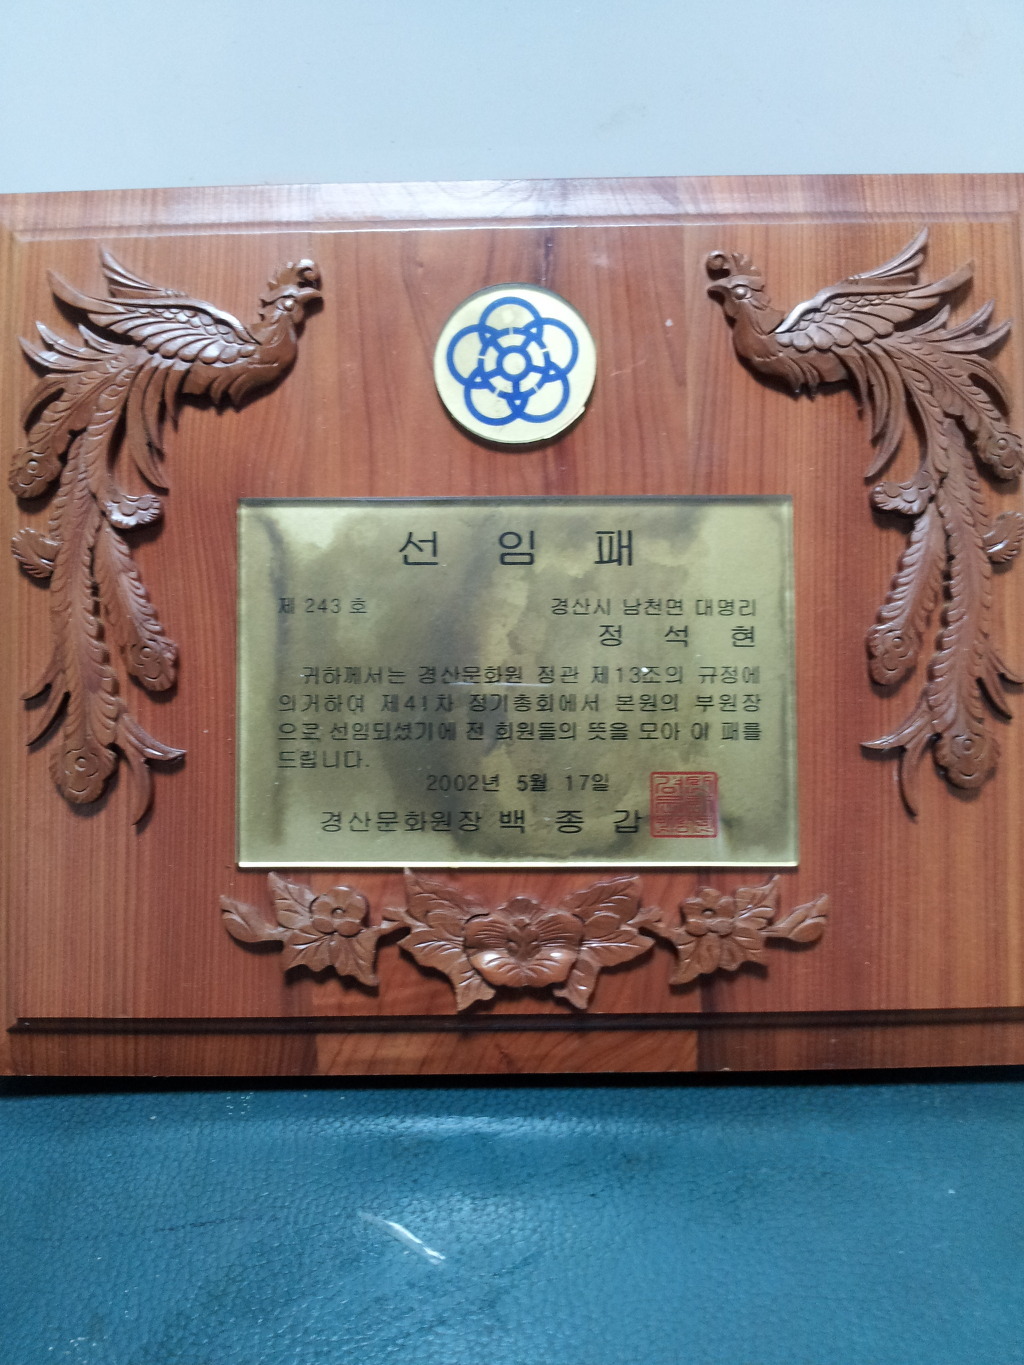 선 임 패
제 243 호
경산시 남천면 대명리
정 석 현
귀하께서는 경산문화원 정관 제13조의 규정에
의거하여 제41차 정기총회에서 본원의 부원장
으로 선임되셨기에 전 회원들의 뜻을 모아 이 패를
드립니다.
2002년 5월 17일
경산문화원장 백 종 갑